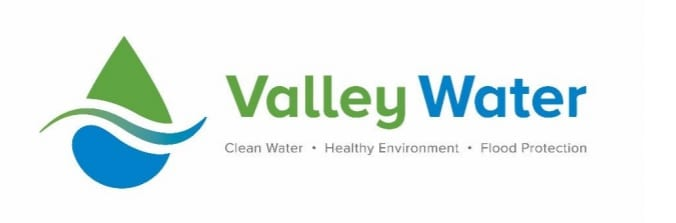 Valley Water
Clean Water • Healthy Environment • Flood Protection